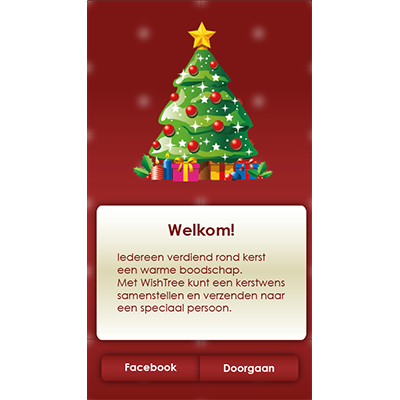 Welkom!
Iedereen verdiend rond kerst
een warme boodschap.
Met WishTree kunt een kerstwens
samenstellen en verzenden naar
een speciaal persoon.
Facebook
Doorgaan